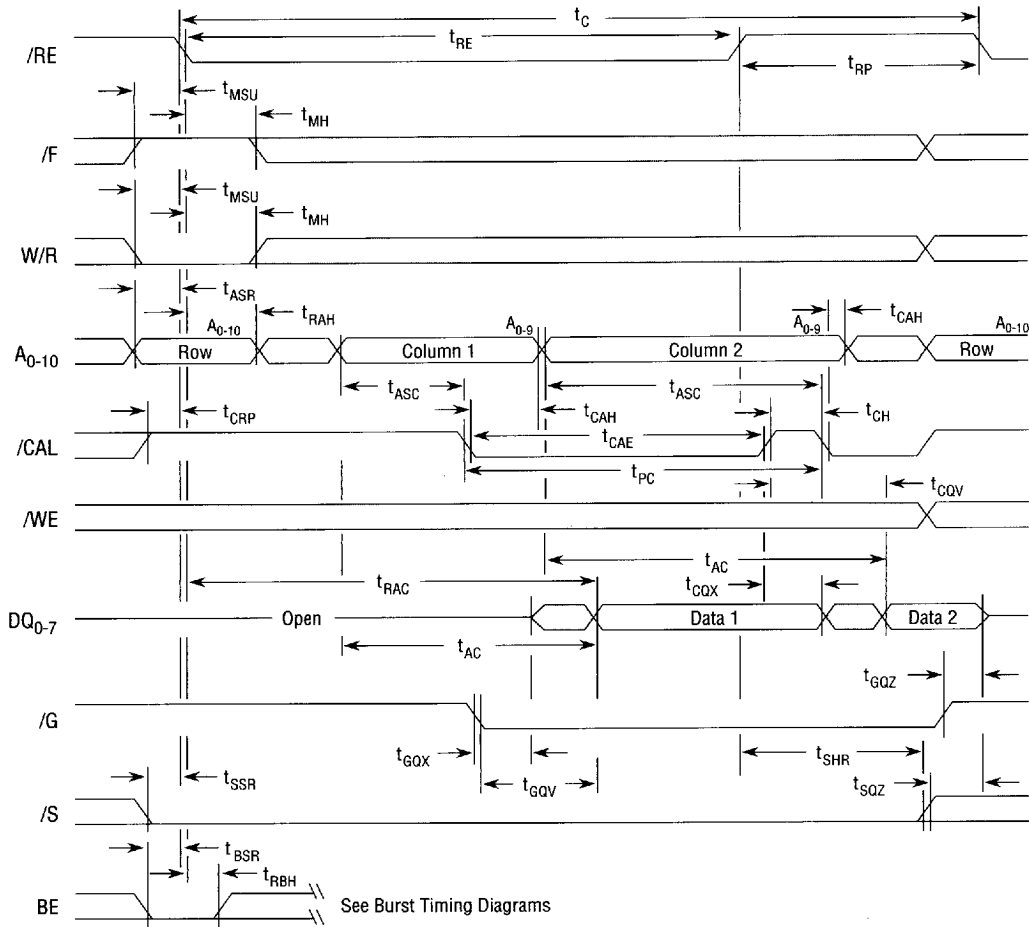 t_C
t_RE
/RE
t_RP
t_MSU
t_MH
/F
t_MSU
t_MH
W/R
t_ASR
t_RAH
t_CAH
A_0-10
A_0-9
A_0-9
A_0-10
A_0-10
Row
Column 1
Column 2
Row
t_ASC
t_ASC
t_CRP
t_CAH
t_CH
/CAL
t_CAE
t_PC
t_CQV
/WE
t_AC
t_RAC
t_CQX
DQ_0-7
Open
Data 1
Data 2
t_AC
t_GQZ
/G
t_GQX
t_SHR
t_GQV
t_SSR
t_SQZ
/S
t_BSR
t_RBH
BE
See Burst Timing Diagrams